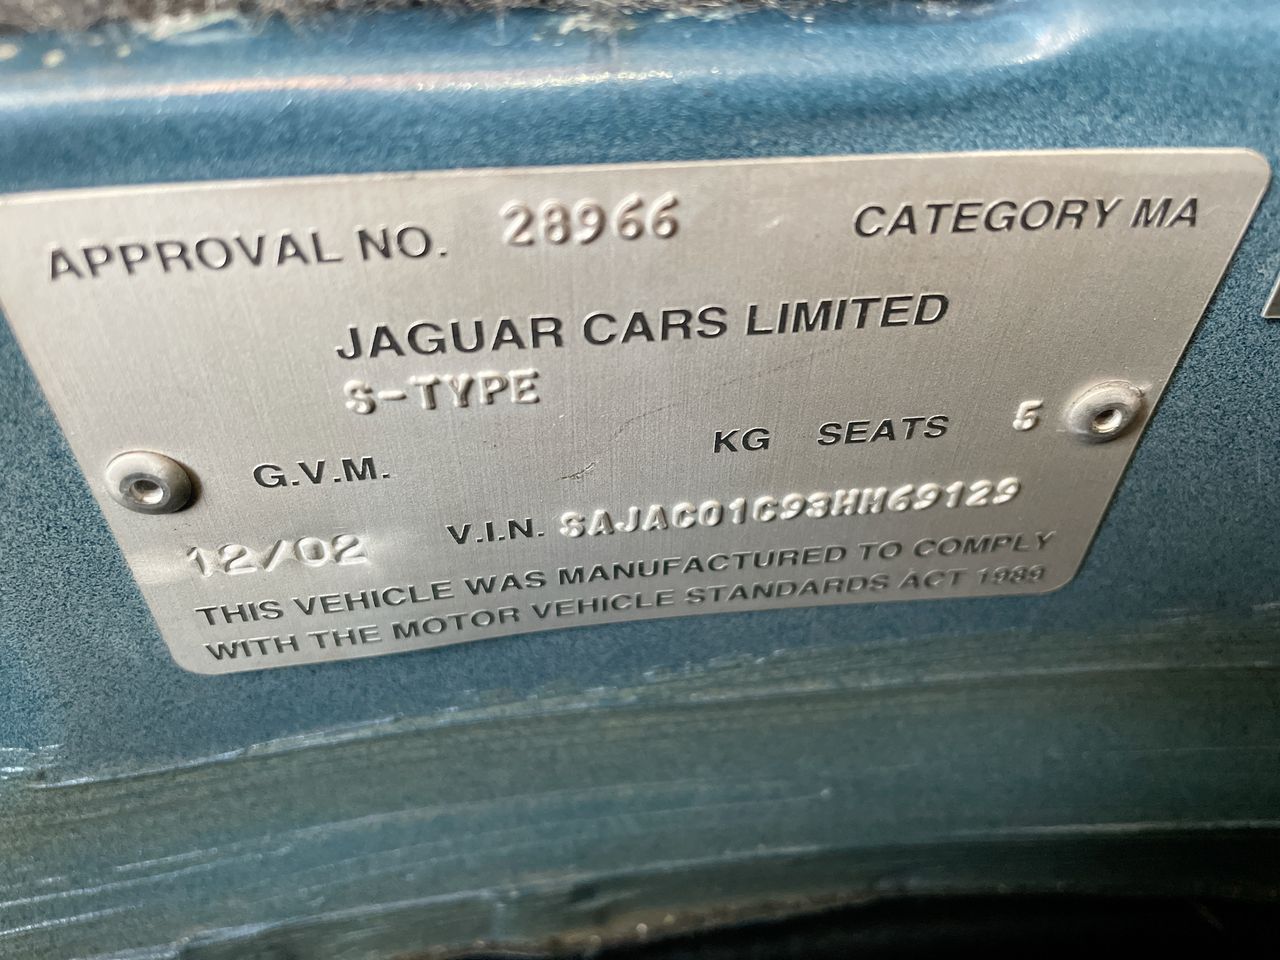 APPROVAL NO. 28966 CATEGORY MA
JAGUAR CARS LIMITED
S-TYPE
G.V.M. KG SEATS 5
12/02 V.I.N. SAJAC01C93HM69129
THIS VEHICLE WAS MANUFACTURED TO COMPLY
WITH THE MOTOR VEHICLE STANDARDS ACT 1989